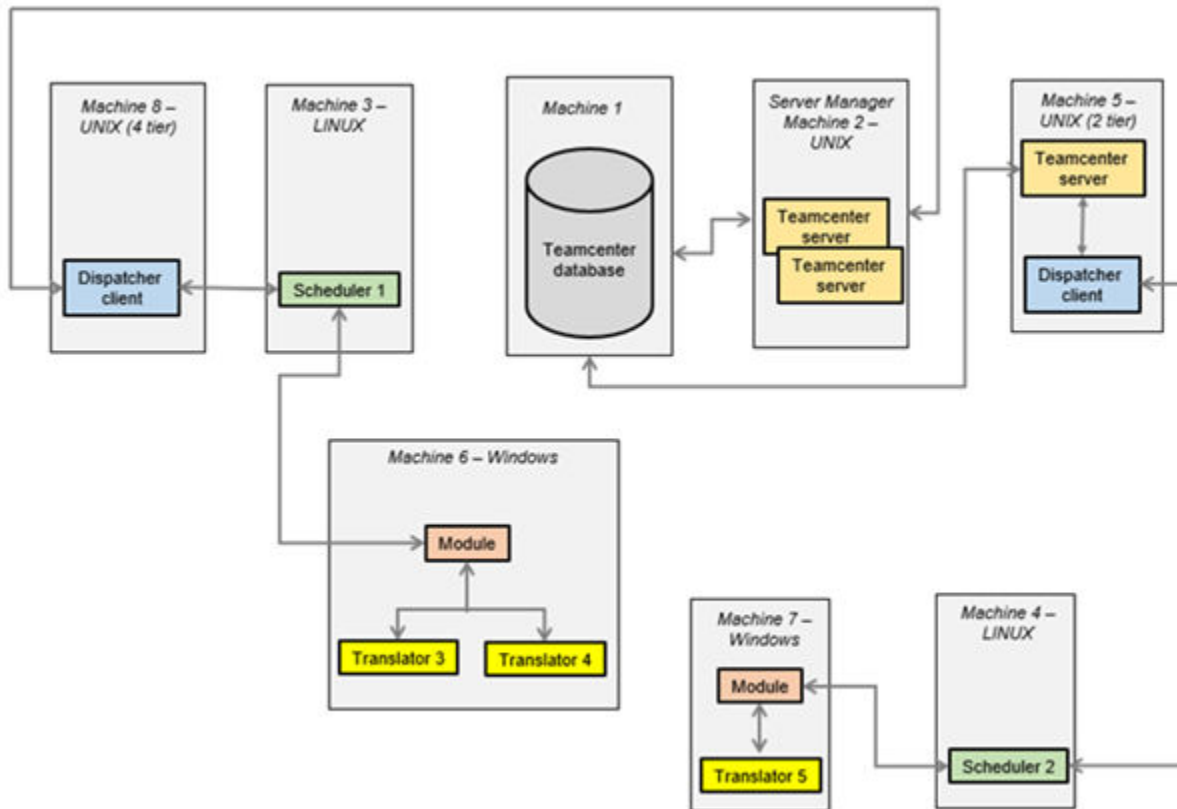 Machine 8 –
UNIX (4 tier)
Dispatcher
client
Machine 3 –
LINUX
Scheduler 1
Machine 1
Teamcenter
database
Server Manager
Machine 2 –
UNIX
Teamcenter
server
Teamcenter
server
Machine 5 –
UNIX (2 tier)
Teamcenter
server
Dispatcher
client
Machine 6 – Windows
Module
Translator 3
Translator 4
Machine 7 –
Windows
Module
Translator 5
Machine 4 –
LINUX
Scheduler 2